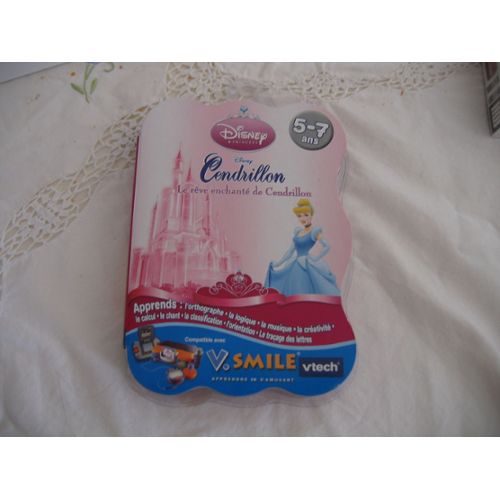 Disney
PRINCESS
5-7
ans
Disney
Cendrillon
Le rêve enchanté de Cendrillon
Apprends : l'orthographe • la logique • la musique • la créativité •
le calcul • le chant • la classification • l'orientation • Le traçage des lettres
Compatible avec
V.SMILE
vtech
APPRENDRE EN S'AMUSANT